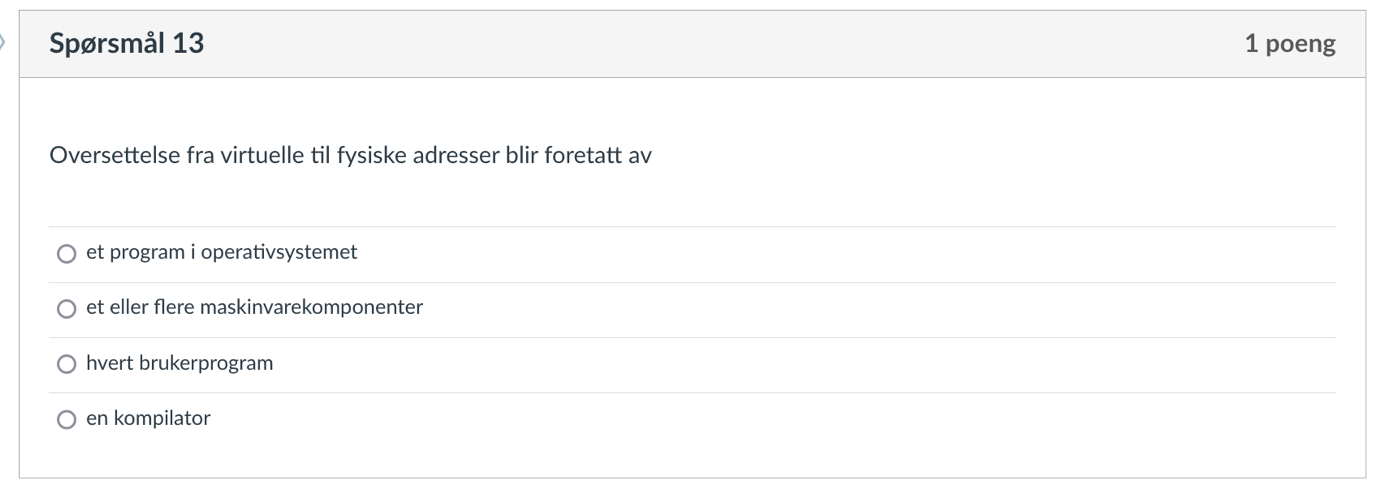 Spørsmål 13
1 poeng
Oversettelse fra virtuelle til fysiske adresser blir foretatt av
et program i operativsystemet
et eller flere maskinvarekomponenter
hvert brukerprogram
en kompilator